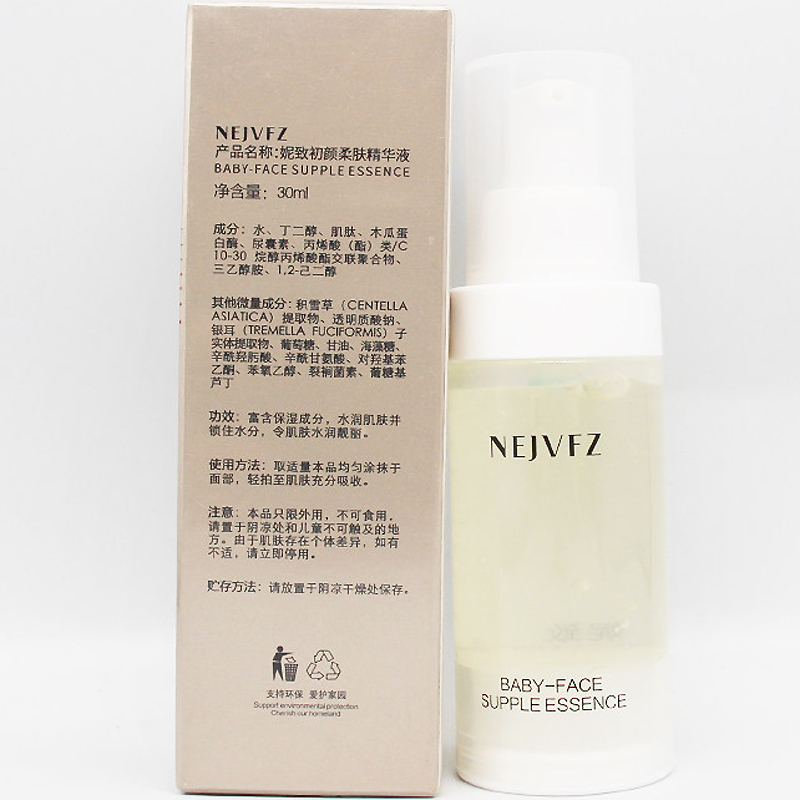 NEJVFZ
产品名称:妮致初颜柔肤精华液
BABY-FACE SUPPLE ESSENCE
净含量: 30ml
成分：水、丁二醇、肌肽、木瓜蛋
白酶、尿囊素、丙烯酸（酯）类/C
10-30 烷醇丙烯酸酯交联聚合物、
三乙醇胺、1,2-己二醇
其他微量成分：积雪草（CENTELLA
ASIATICA）提取物、透明质酸钠、
银耳(TREMELLA FUCIFORMIS）子
实体提取物、葡萄糖、甘油、海藻糖、
辛酰羟肟酸、辛酰甘氨酸、对羟基苯
乙酮、苯氧乙醇、裂裥菌素、葡糖基
芦丁
功效：富含保湿成分，水润肌肤并
锁住水分，令肌肤水润靓丽。
使用方法：取适量本品均匀涂抹于
面部，轻拍至肌肤充分吸收。
注意：本品只限外用，不可食用，
请置于阴凉处和儿童不可触及的地
方。由于肌肤存在个体差异，如有
不适，请立即停用。
贮存方法：请放置于阴凉干燥处保存。
支持环保 爱护家园
Support environmental protection
Cherish our homeland
NEJVFZ
BABY-FACE
SUPPLE ESSENCE